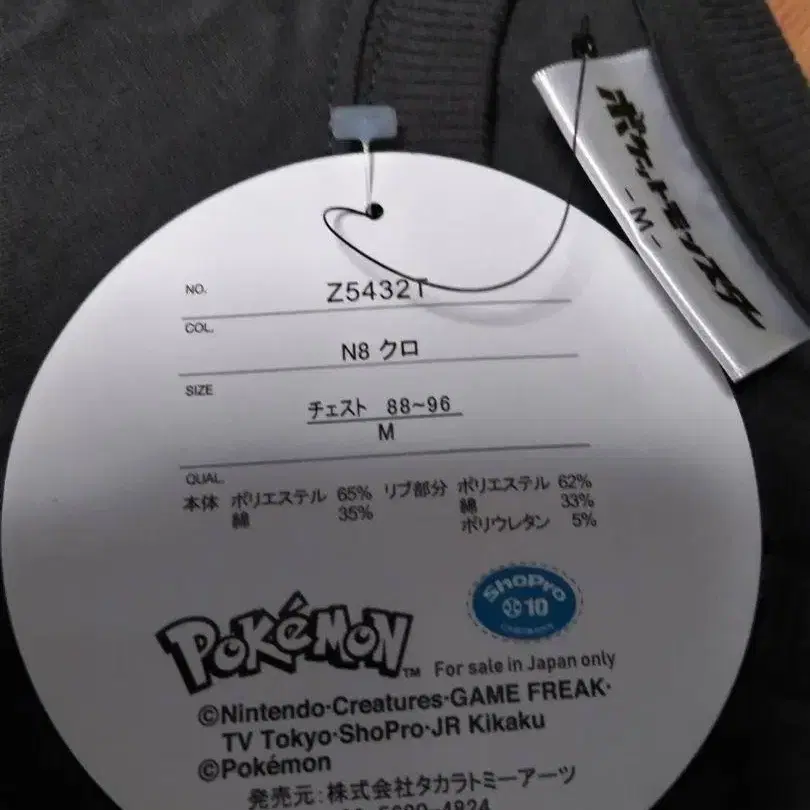 ポケットモンスター
-M-
NO.
Z5432T
COL.
N8 クロ
SIZE
チェスト 88~96
M
QUAL.
本体 ポリエステル 65% リブ部分 ポリエステル 62%
綿 35% 綿 33%
ポリウレタン 5%
ShoPro
10
POKéMON
TM For sale in Japan only
©Nintendo·Creatures·GAME FREAK·
TV Tokyo·ShoPro·JR Kikaku
©Pokémon
発売元:株式会社タカラトミーアーツ